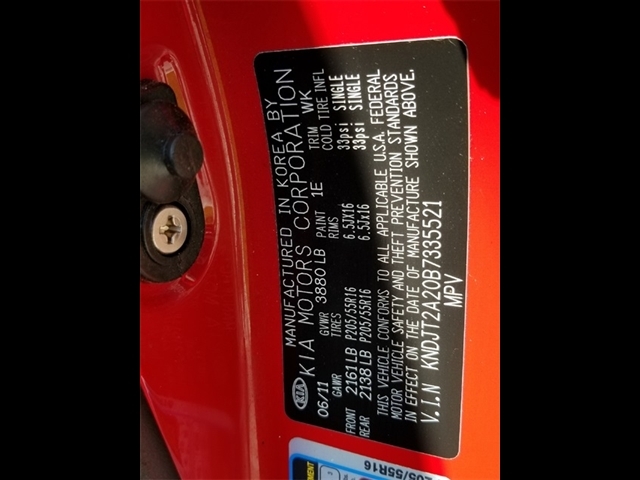 MANUFACTURED IN KOREA BY
KIA KIA MOTORS CORPORATION
06/11 GVWR 3880 LB PAINT 1E TRIM WK
GAWR TIRES RIMS COLD TIRE INFL
FRONT 2161 LB P205/55R16 6.5JX16 33psi SINGLE
REAR 2138 LB P205/55R16 6.5Jx16 33psi SINGLE
THIS VEHICLE CONFORMS TO ALL APPLICABLE U.S.A. FEDERAL
MOTOR VEHICLE SAFETY AND THEFT PREVENTION STANDARDS
IN EFFECT ON THE DATE OF MANUFACTURE SHOWN ABOVE.
V.I.N KNDJT2A20B7335521
MPV
205/55R16